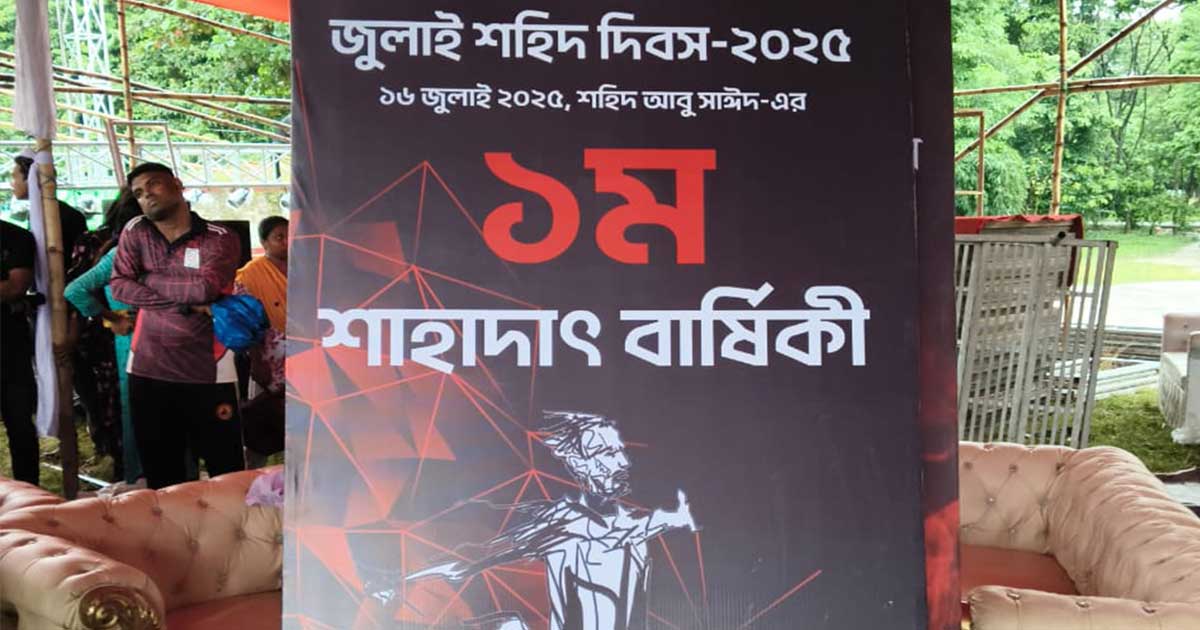 জুলাই শহিদ দিবস-২০২৫
১৬ জুলাই ২০২৫, শহিদ আবু সাঈদ-এর
১ম
শাহাদাৎ বার্ষিকী